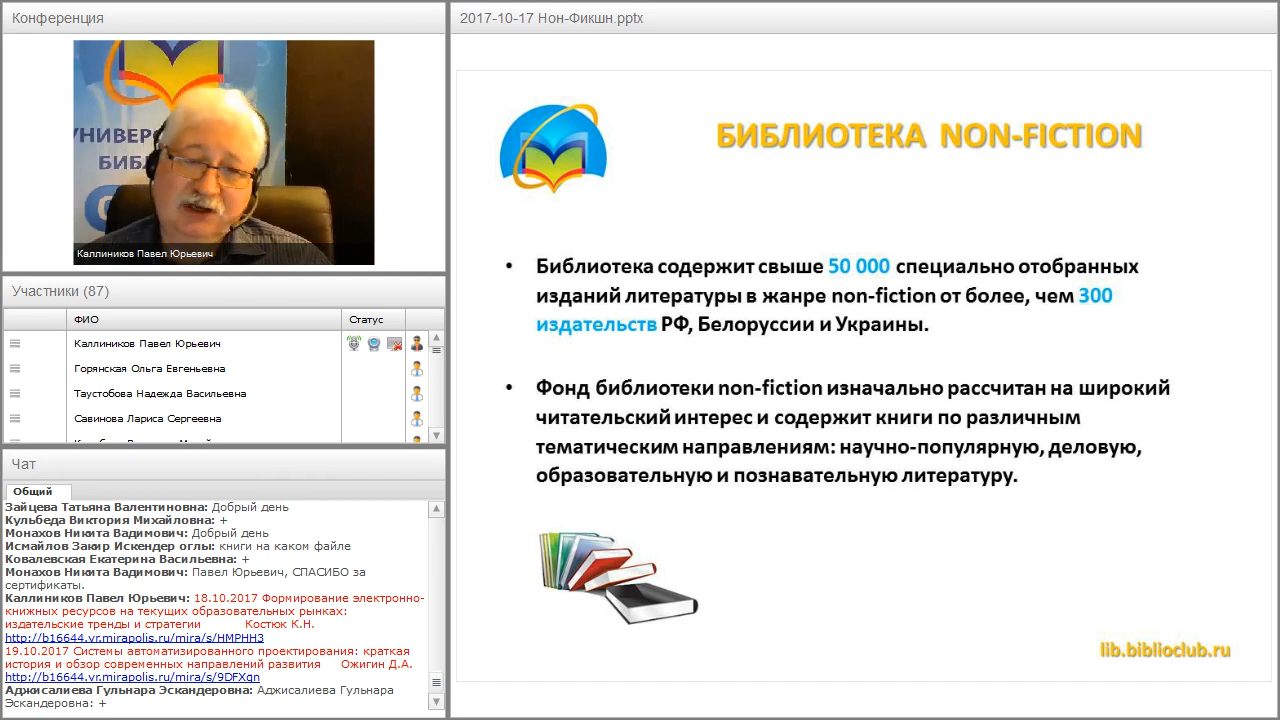 Конференция
УНИВЕР
БИБЛ
Каллиников Павел Юрьевич
Участники (87)
ФИО
Статус
Каллиников Павел Юрьевич
Горянская Ольга Евгеньевна
Таустобова Надежда Васильевна
Савинова Лариса Сергеевна
Чат
Общий
Зайцева Татьяна Валентиновна: Добрый день
Кульбеда Виктория Михайловна: +
Монахов Никита Вадимович: Добрый день
Исмайлов Закир Искендер оглы: книги на каком файле
Ковалевская Екатерина Васильевна: +
Монахов Никита Вадимович: Павел Юрьевич, СПАСИБО за
сертификаты.
Каллиников Павел Юрьевич: 18.10.2017 Формирование электронно-
книжных ресурсов на текущих образовательных рынках:
издательские тренды и стратегии Костюк К.Н.
http://b16644.vr.mirapolis.ru/mira/s/HMPHH3
19.10.2017 Системы автоматизированного проектирования: краткая
история и обзор современных направлений развития Ожигин Д.А.
http://b16644.vr.mirapolis.ru/mira/s/9DFXqn
Аджисалиева Гульнара Эскандеровна: Аджисалиева Гульнара
Эскандеровна: +
2017-10-17 Нон-Фикшн.pptx
БИБЛИОТЕКА NON-FICTION
• Библиотека содержит свыше 50 000 специально отобранных
изданий литературы в жанре non-fiction от более, чем 300
издательств РФ, Белоруссии и Украины.
• Фонд библиотеки non-fiction изначально рассчитан на широкий
читательский интерес и содержит книги по различным
тематическим направлениям: научно-популярную, деловую,
образовательную и познавательную литературу.
lib.biblioclub.ru